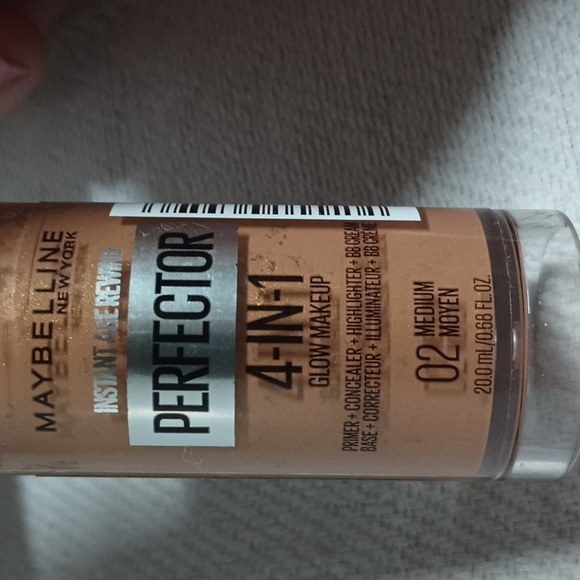 MAYBELLINE
NEW YORK
INSTANT AGE REWIND
PERFECTOR
4-IN-1
GLOW MAKEUP
PRIMER + CONCEALER + HIGHLIGHTER + BB CREAM
BASE + CORRECTEUR + ILLUMINATEUR + BB CRÈME
02 MEDIUM
MOYEN
20.0 mL/0.68 FL. OZ.